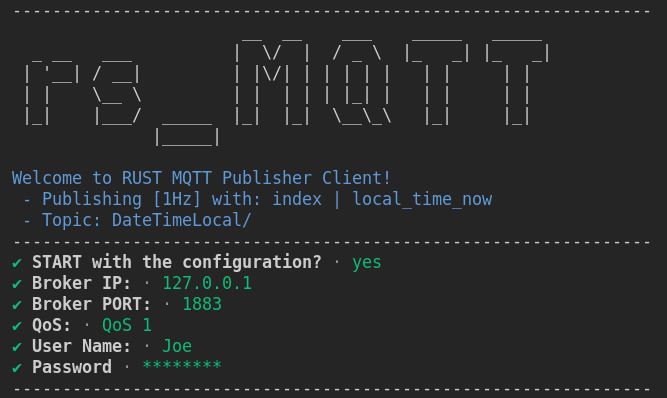 ----------------------------------------------------------------
rs_MQTT
Welcome to RUST MQTT Publisher Client!
- Publishing [1Hz] with: index | local_time_now
- Topic: DateTimeLocal/
----------------------------------------------------------------
✔ START with the configuration? · yes
✔ Broker IP: · 127.0.0.1
✔ Broker PORT: · 1883
✔ QoS: · QoS 1
✔ User Name: · Joe
✔ Password · ********
----------------------------------------------------------------